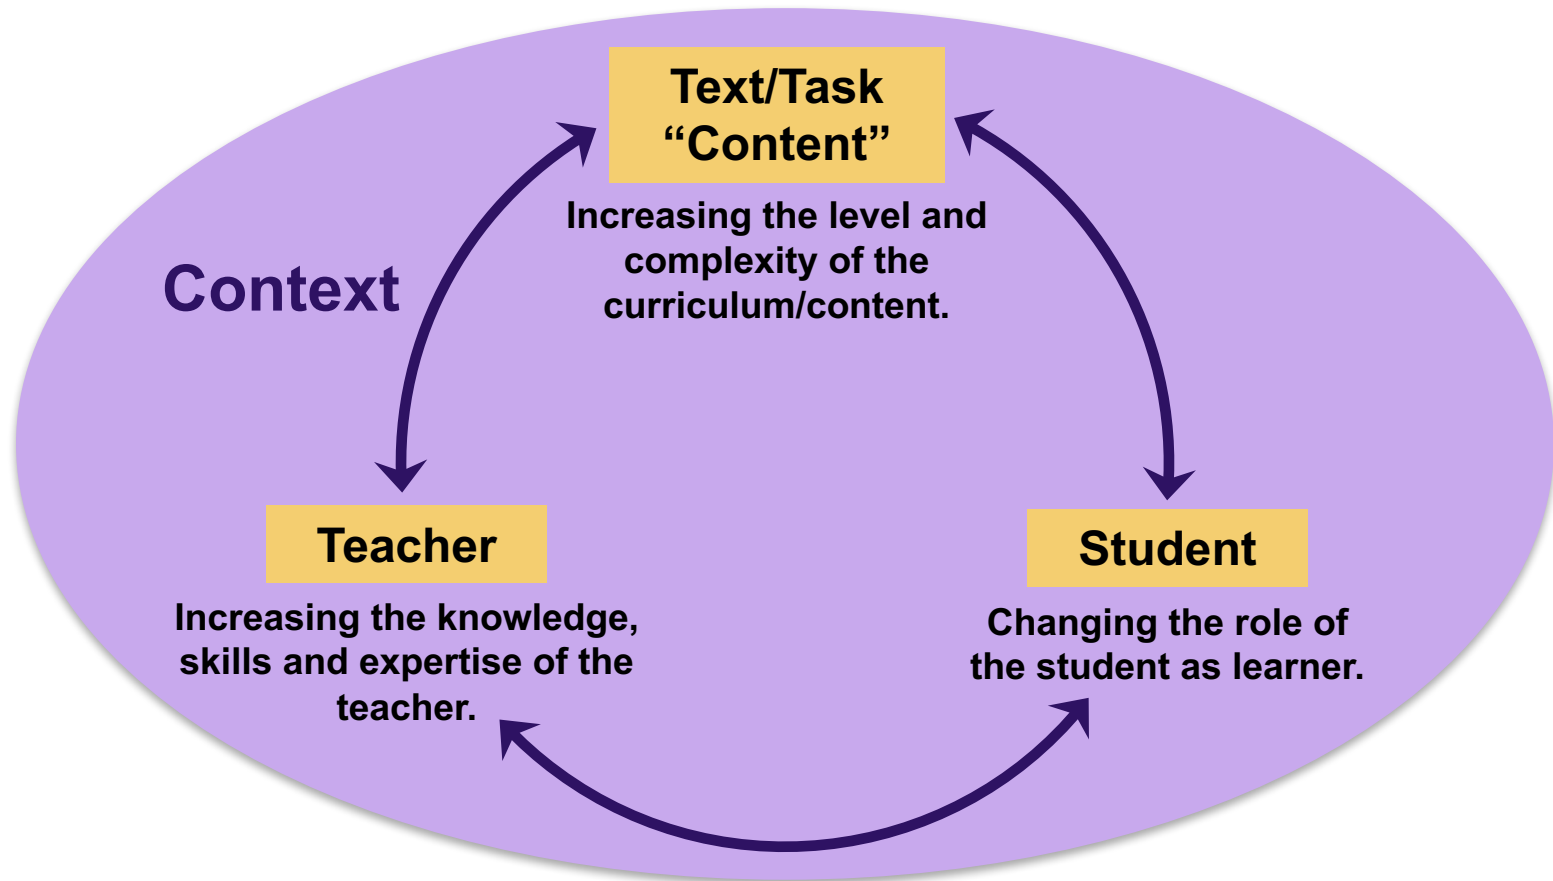 Text/Task
“Content”
Increasing the level and
complexity of the
curriculum/content.
Context
Teacher
Increasing the knowledge,
skills and expertise of the
teacher.
Student
Changing the role of
the student as learner.